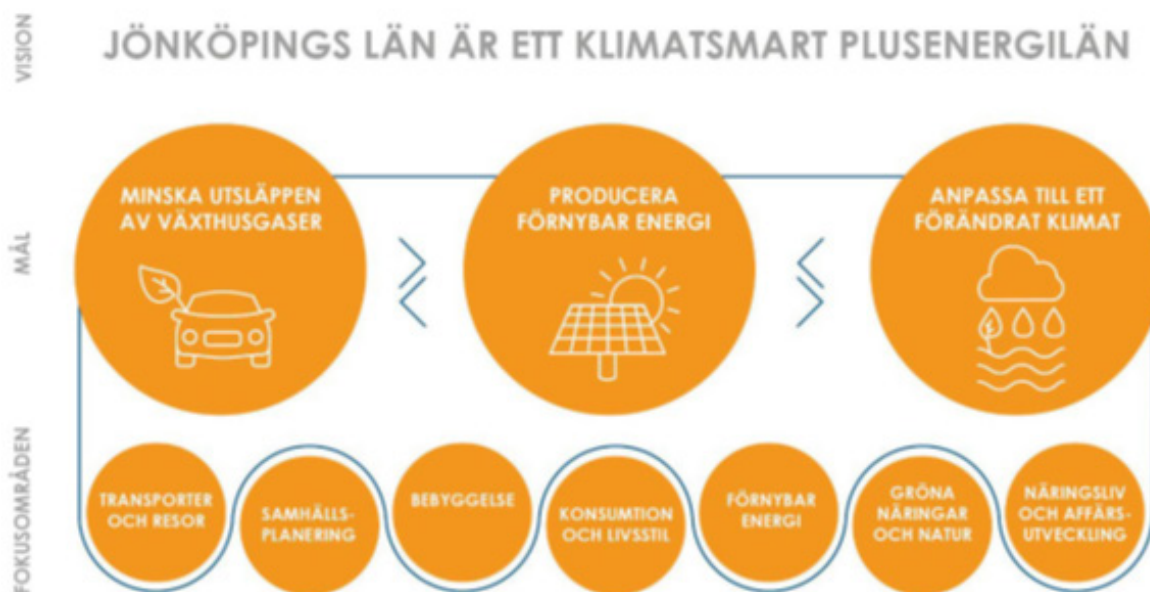 VISION
JÖNKÖPINGS LÄN ÄR ETT KLIMATSMART PLUSENERGILÄN
MÅL
MINSKA UTSLÄPPEN
AV VÄXTHUSGASER
PRODUCERA
FÖRNYBAR ENERGI
ANPASSA TILL ETT
FÖRÄNDRAT KLIMAT
FOKUSOMRÅDEN
TRANSPORTER
OCH RESOR
SAMHÄLLS-
PLANERING
BEBYGGELSE
KONSUMTION
OCH LIVSSTIL
FÖRNYBAR
ENERGI
GRÖNA
NÄRINGAR
OCH NATUR
NÄRINGSLIV
OCH AFFÄRS-
UTVECKLING